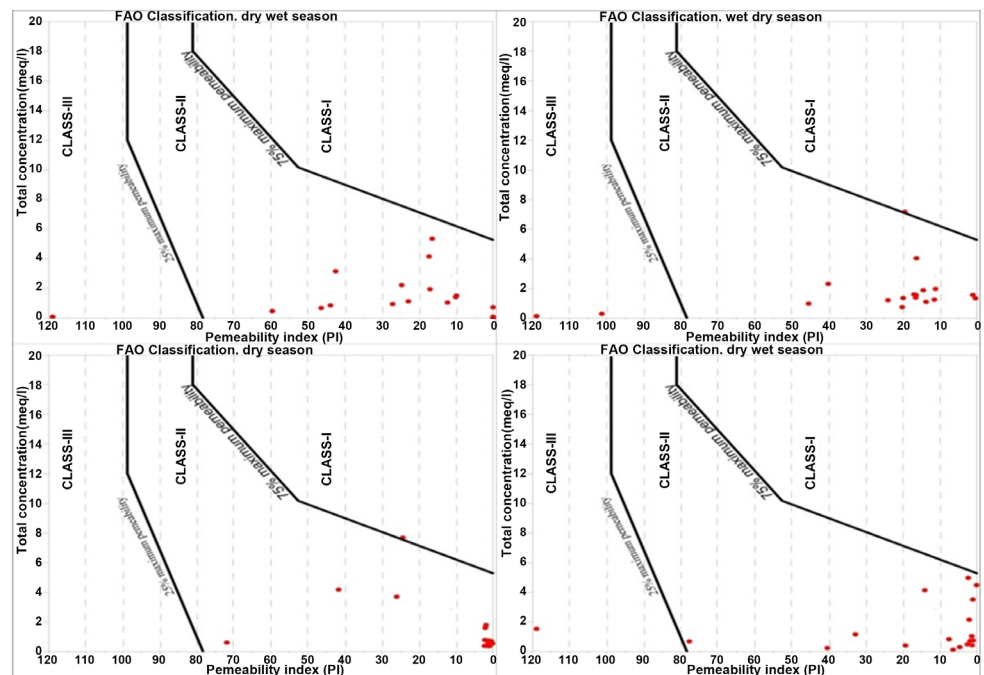 FAO Classification. dry wet season
Total concentration(meq/l)
20
18
16
14
12
10
8
6
4
2
0
CLASS-III
CLASS-II
CLASS-I
75% maximum permeability
25% maximum permeability
120 110 100 90 80 70 60 50 40 30 20 10 0
Pemeability index (PI)
FAO Classification. wet dry season
Total concentration(meq/l)
20
18
16
14
12
10
8
6
4
2
0
CLASS-III
CLASS-II
CLASS-I
75% maximum permeability
25% maximum permeability
120 110 100 90 80 70 60 50 40 30 20 10 0
Pemeability index (PI)
FAO Classification. dry season
Total concentration(meq/l)
20
18
16
14
12
10
8
6
4
2
0
CLASS-III
CLASS-II
CLASS-I
75% maximum permeability
25% maximum permeability
120 110 100 90 80 70 60 50 40 30 20 10 0
Pemeability index (PI)
FAO Classification. dry wet season
Total concentration(meq/l)
20
18
16
14
12
10
8
6
4
2
0
CLASS-III
CLASS-II
CLASS-I
75% maximum permeability
25% maximum permeability
120 110 100 90 80 70 60 50 40 30 20 10 0
Pemeability index (PI)